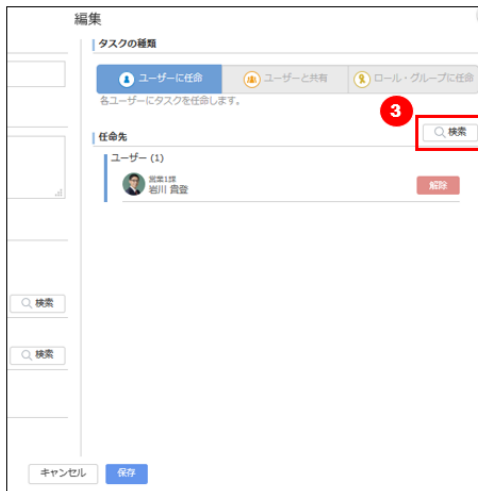 編集
タスクの種類
ユーザーに任命
ユーザーと共有
ロール・グループに任命
各ユーザーにタスクを任命します。
3
任命先
検索
ユーザー (1)
営業1課
岩川 貴登
解除
検索
検索
キャンセル
保存